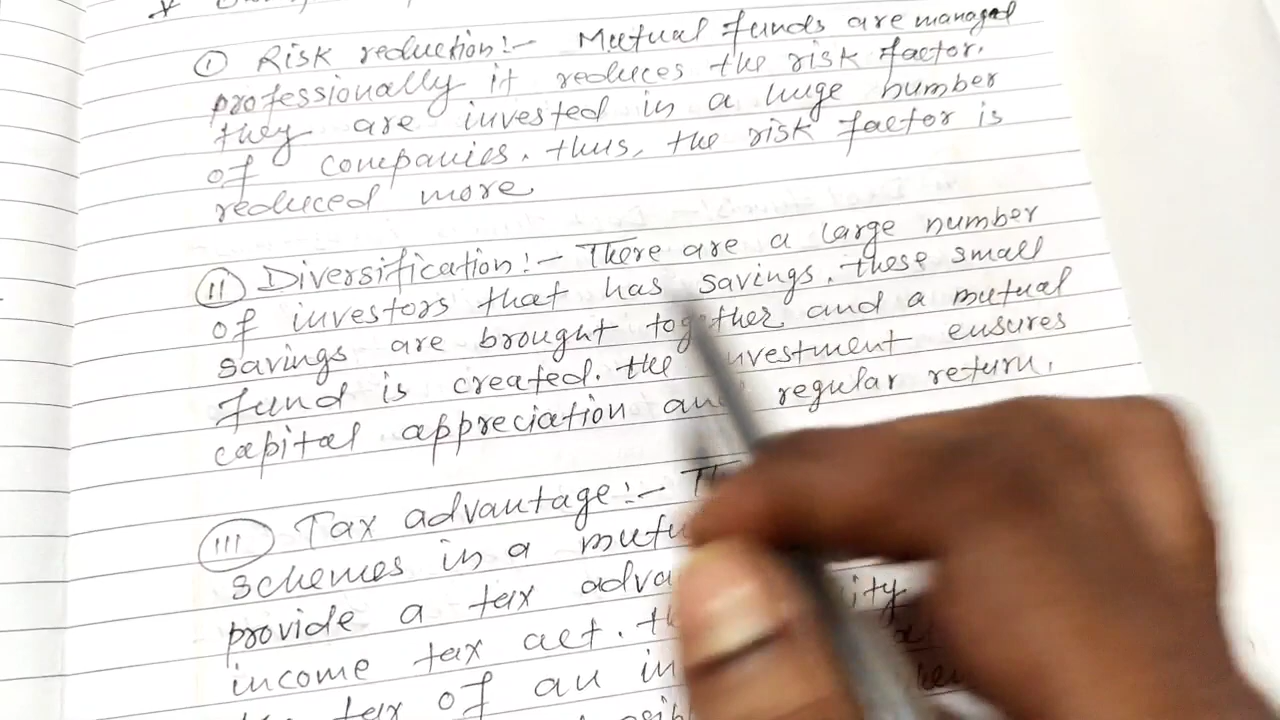 ① Risk reduction:- Mutual funds are managed
professionally it reduces the risk factor.
they are invested in a huge number
of companies. thus, the risk factor is
reduced more
(II) Diversification:- There are a large number
of investors that has savings. these small
savings are brought together and a mutual
fund is created. the investment ensures
capital appreciation and regular return.
(III) Tax advantage:-
schemes in a
provide a tax
income tax act.
tax of an